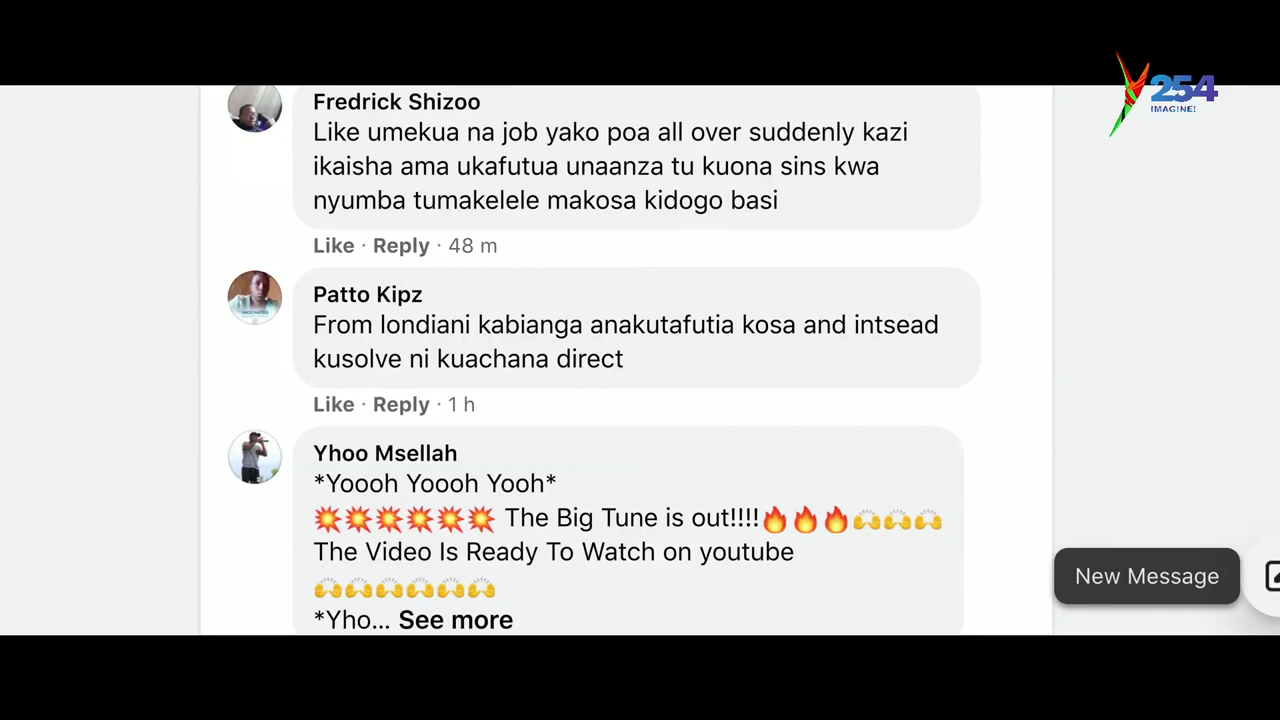 254
IMAGINE!
Fredrick Shizoo
Like umekua na job yako poa all over suddenly kazi
ikaisha ama ukafutua unaanza tu kuona sins kwa
nyumba tumakelele makosa kidogo basi
Like · Reply · 48 m
Patto Kipz
From londiani kabianga anakutafutia kosa and intsead
kusolve ni kuachana direct
Like · Reply · 1 h
Yhoo Msellah
*Yoooh Yoooh Yooh*
💥💥💥💥💥💥 The Big Tune is out!!!!🔥🔥🔥🙌🙌🙌
The Video Is Ready To Watch on youtube
🙌🙌🙌🙌🙌🙌
*Yho... See more
New Message